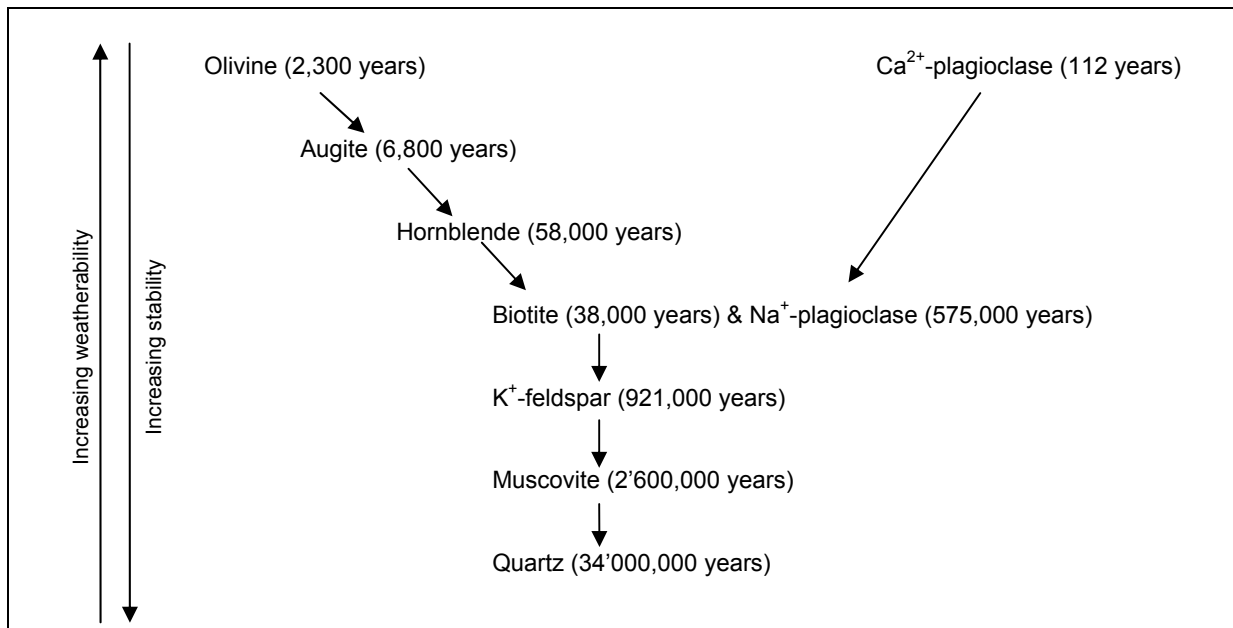 Olivine (2,300 years)
Ca²⁺-plagioclase (112 years)
Augite (6,800 years)
Hornblende (58,000 years)
Biotite (38,000 years) & Na⁺-plagioclase (575,000 years)
K⁺-feldspar (921,000 years)
Muscovite (2'600,000 years)
Quartz (34'000,000 years)
Increasing weatherability
Increasing stability